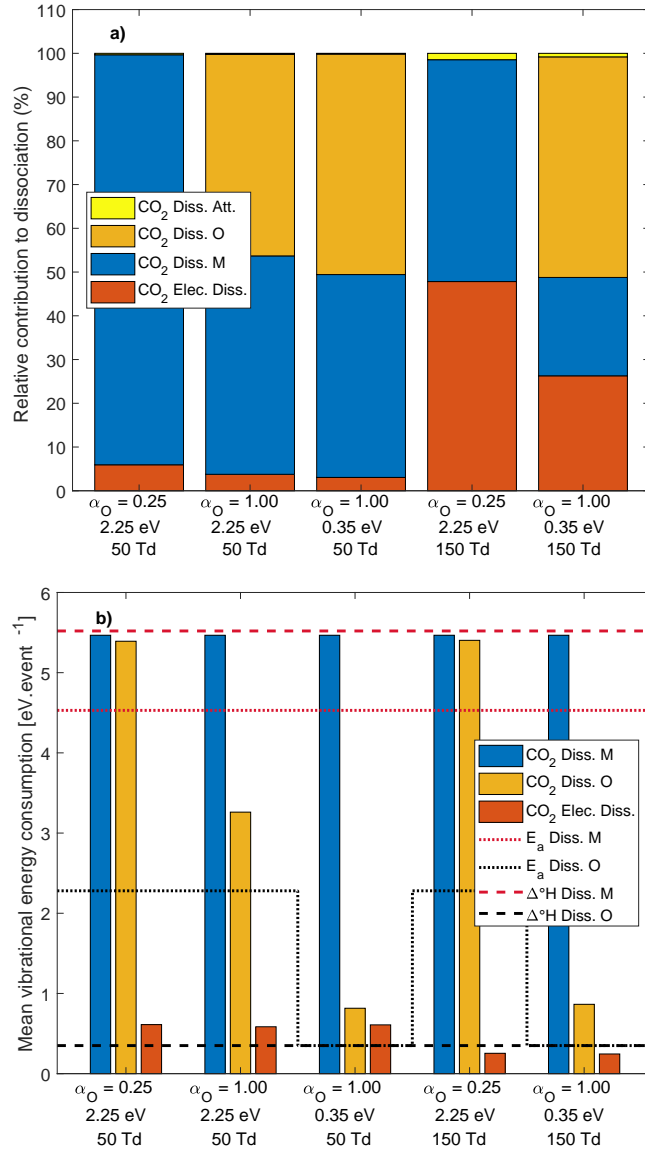 a)
Relative contribution to dissociation (%)
110
100
90
80
70
60
50
40
30
20
10
0
CO2 Diss. Att.
CO2 Diss. O
CO2 Diss. M
CO2 Elec. Diss.
αO = 0.25 αO = 1.00 αO = 1.00 αO = 0.25 αO = 1.00
2.25 eV 2.25 eV 0.35 eV 2.25 eV 0.35 eV
50 Td 50 Td 50 Td 150 Td 150 Td
b)
Mean vibrational energy consumption [eV.event -1]
6
5
4
3
2
1
0
CO2 Diss. M
CO2 Diss. O
CO2 Elec. Diss.
Ea Diss. M
Ea Diss. O
Δ°H Diss. M
Δ°H Diss. O
αO = 0.25 αO = 1.00 αO = 1.00 αO = 0.25 αO = 1.00
2.25 eV 2.25 eV 0.35 eV 2.25 eV 0.35 eV
50 Td 50 Td 50 Td 150 Td 150 Td